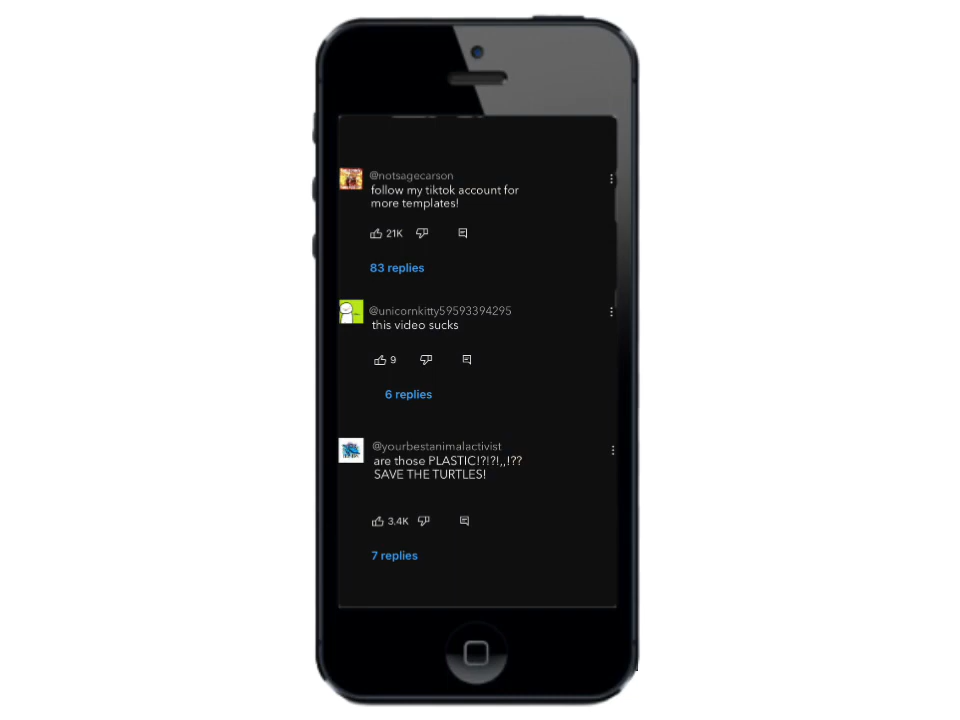 @notsagecarson
follow my tiktok account for
more templates!
21K
83 replies
@unicornkitty59593394295
this video sucks
9
6 replies
@yourbestanimalactivist
are those PLASTIC!?!?!,,!??
SAVE THE TURTLES!
3.4K
7 replies